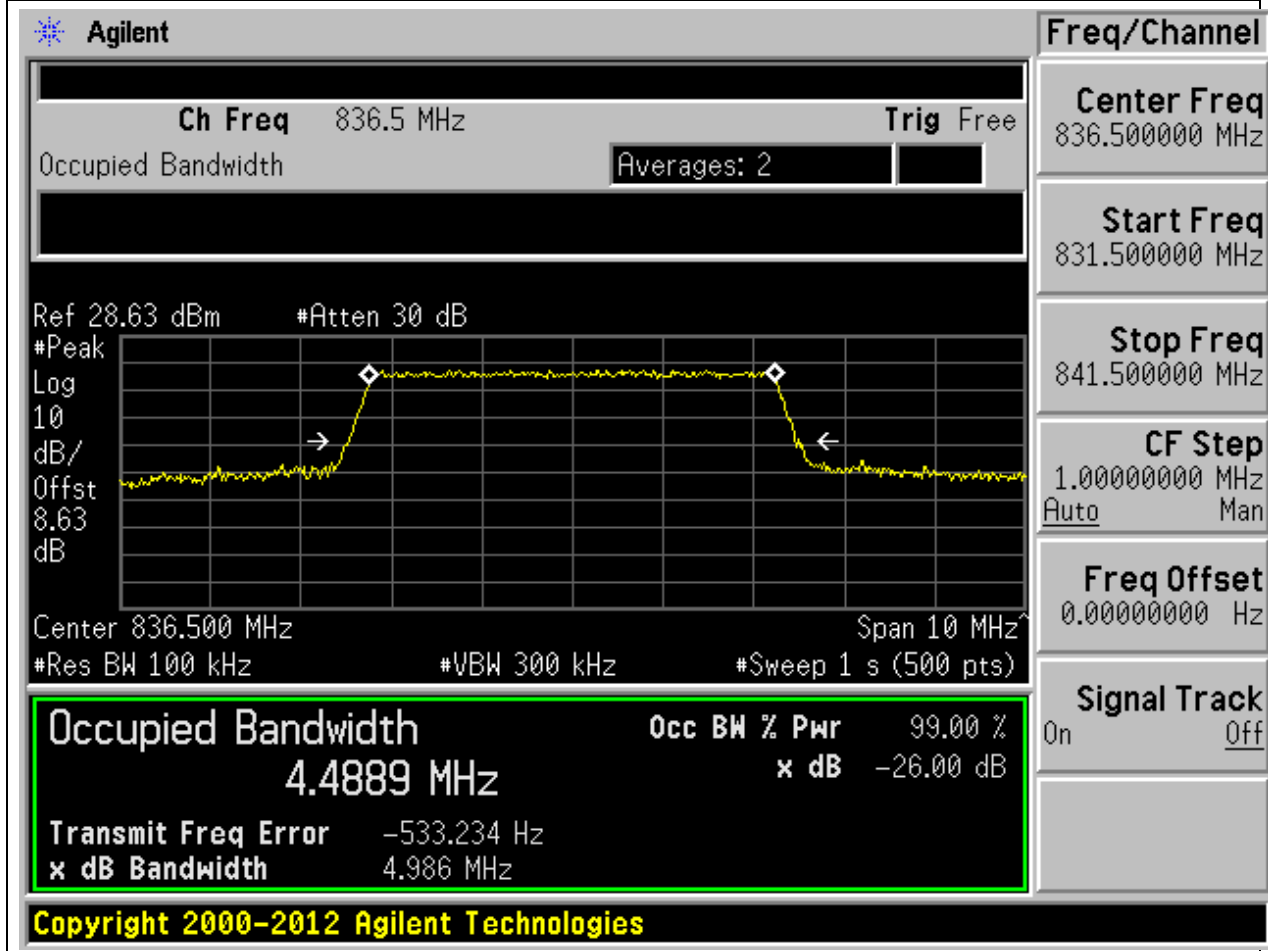 Agilent
Freq/Channel
Ch Freq 836.5 MHz Trig Free
Occupied Bandwidth Averages: 2
Ref 28.63 dBm #Atten 30 dB
#Peak
Log
10
dB/
Offst
8.63
dB
Center 836.500 MHz Span 10 MHz^
#Res BW 100 kHz #VBW 300 kHz #Sweep 1 s (500 pts)
Occupied Bandwidth
4.4889 MHz
Occ BW % Pwr 99.00 %
x dB -26.00 dB
Transmit Freq Error -533.234 Hz
x dB Bandwidth 4.986 MHz
Copyright 2000-2012 Agilent Technologies
Center Freq
836.500000 MHz
Start Freq
831.500000 MHz
Stop Freq
841.500000 MHz
CF Step
1.00000000 MHz
Auto Man
Freq Offset
0.00000000 Hz
Signal Track
On Off